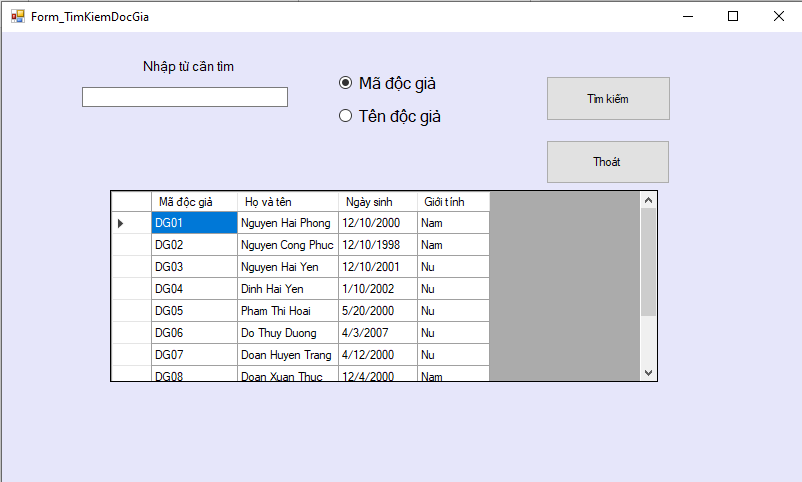 Form_TimKiemDocGia
Nhập từ cần tìm
Mã độc giả
Tên độc giả
Tìm kiếm
Thoát
Mã độc giả Họ và tên Ngày sinh Giới tính
DG01 Nguyen Hai Phong 12/10/2000 Nam
DG02 Nguyen Cong Phuc 12/10/1998 Nam
DG03 Nguyen Hai Yen 12/10/2001 Nu
DG04 Dinh Hai Yen 1/10/2002 Nu
DG05 Pham Thi Hoai 5/20/2000 Nu
DG06 Do Thuy Duong 4/3/2007 Nu
DG07 Doan Huyen Trang 4/12/2000 Nu
DG08 Doan Xuan Thuc 12/4/2000 Nam